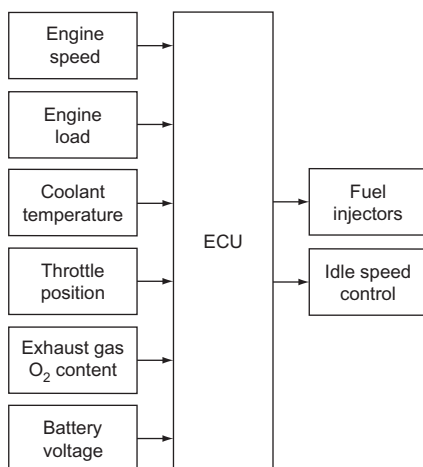 Engine
speed
Engine
load
Coolant
temperature
Throttle
position
Exhaust gas
O₂ content
Battery
voltage
ECU
Fuel
injectors
Idle speed
control